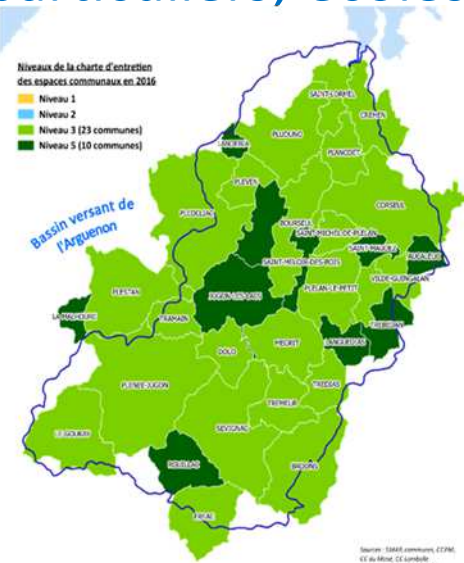 Niveaux de la charte d'entretien
des espaces communaux en 2016
Niveau 1
Niveau 2
Niveau 3 (23 communes)
Niveau 5 (10 communes)
Bassin versant de
l'Arguenon
SAINT-LORMEL
CREHEN
PLUDUNO
LANDEBIA
PLANCOET
PLEVEN
CORSEUL
PLEDELIAC
BOURSEUL
SAINT-MICHEL-DE-PLELAN
SAINT-MAUDEZ
AUCALEUC
SAINT-MELOIR-DES-BOIS
VILDE-GUINGALAN
PLESTAN
PLELAN-LE-PETIT
JUGON-LES-LACS
LA MALHOURE
TRAMAIN
TREBEDAN
LANGUEDIAS
DOLO
MEGRIT
PLENEE-JUGON
TREDIAS
TREMEUR
SEVIGNAC
LE GOURAY
BROONS
ROUILLAC
EREAC